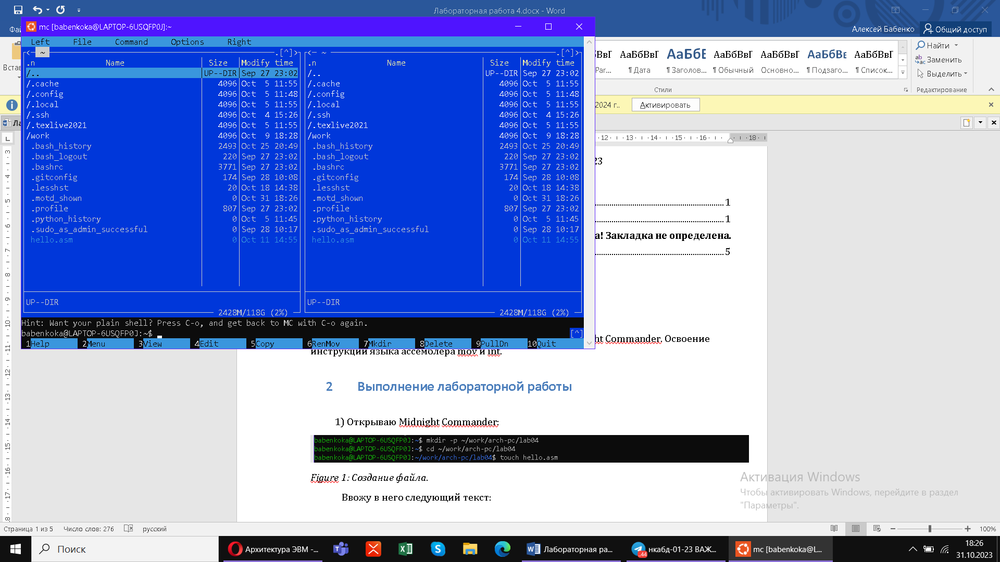 Лабораторная работа 4.docx - Word
Алексей Бабенко
Общий доступ
mc [babenkoka@LAPTOP-6USQFP0J]:~
Left File Command Options Right
<- ~ .[^]> <- ~ .[^]>
.n Name Size Modify time .n Name Size Modify time
/.. UP--DIR Sep 27 23:02 /.. UP--DIR Sep 27 23:02
/.cache 4096 Oct 5 11:55 /.cache 4096 Oct 5 11:55
/.config 4096 Oct 5 11:48 /.config 4096 Oct 5 11:48
/.local 4096 Oct 5 11:55 /.local 4096 Oct 5 11:55
/.ssh 4096 Oct 4 15:26 /.ssh 4096 Oct 4 15:26
/.texlive2021 4096 Oct 5 11:55 /.texlive2021 4096 Oct 5 11:55
/work 4096 Oct 9 18:28 /work 4096 Oct 9 18:28
.bash_history 2493 Oct 25 20:49 .bash_history 2493 Oct 25 20:49
.bash_logout 220 Sep 27 23:02 .bash_logout 220 Sep 27 23:02
.bashrc 3771 Sep 27 23:02 .bashrc 3771 Sep 27 23:02
.gitconfig 174 Sep 28 10:08 .gitconfig 174 Sep 28 10:08
.lesshst 20 Oct 18 14:38 .lesshst 20 Oct 18 14:38
.motd_shown 0 Oct 31 18:26 .motd_shown 0 Oct 31 18:26
.profile 807 Sep 27 23:02 .profile 807 Sep 27 23:02
.python_history 0 Oct 5 11:45 .python_history 0 Oct 5 11:45
.sudo_as_admin_successful 0 Sep 28 10:17 .sudo_as_admin_successful 0 Sep 28 10:17
hello.asm 0 Oct 11 14:55 hello.asm 0 Oct 11 14:55
UP--DIR UP--DIR
2428M/118G (2%) 2428M/118G (2%)
Hint: Want your plain shell? Press C-o, and get back to MC with C-o again.
babenkoka@LAPTOP-6USQFP0J:~$ [^]
1Help 2Menu 3View 4Edit 5Copy 6RenMov 7Mkdir 8Delete 9PullDn 10Quit
АаБбВвГ АаБбЕ АаБбВвГ АаБбВвГ АаБбВв АаБбВвГ
¶ Дата ¶ Заголов... ¶ Обычный Основно... ¶ Подзаго... ¶ Список...
Стили
Найти
Заменить
Выделить
Редактирование
2024 г.. Активировать
12 13 14 15 16 18
23
1
1
а! Закладка не определена.
5
ht Commander. Освоение
инструкций языка ассемблера mov и int.
2 Выполнение лабораторной работы
1) Открываю Midnight Commander:
babenkoka@LAPTOP-6USQFP0J:~$ mkdir -p ~/work/arch-pc/lab04
babenkoka@LAPTOP-6USQFP0J:~$ cd ~/work/arch-pc/lab04
babenkoka@LAPTOP-6USQFP0J:~/work/arch-pc/lab04$ touch hello.asm
Figure 1: Создание файла.
Ввожу в него следующий текст:
Активация Windows
Чтобы активировать Windows, перейдите в раздел
"Параметры".
Страница 1 из 5 Число слов: 276 русский 100%
Поиск
Архитектура ЭВМ -...
Лабораторная ра...
нкабд-01-23 ВАЖ...
44
mc [babenkoka@L...
18:26
31.10.2023